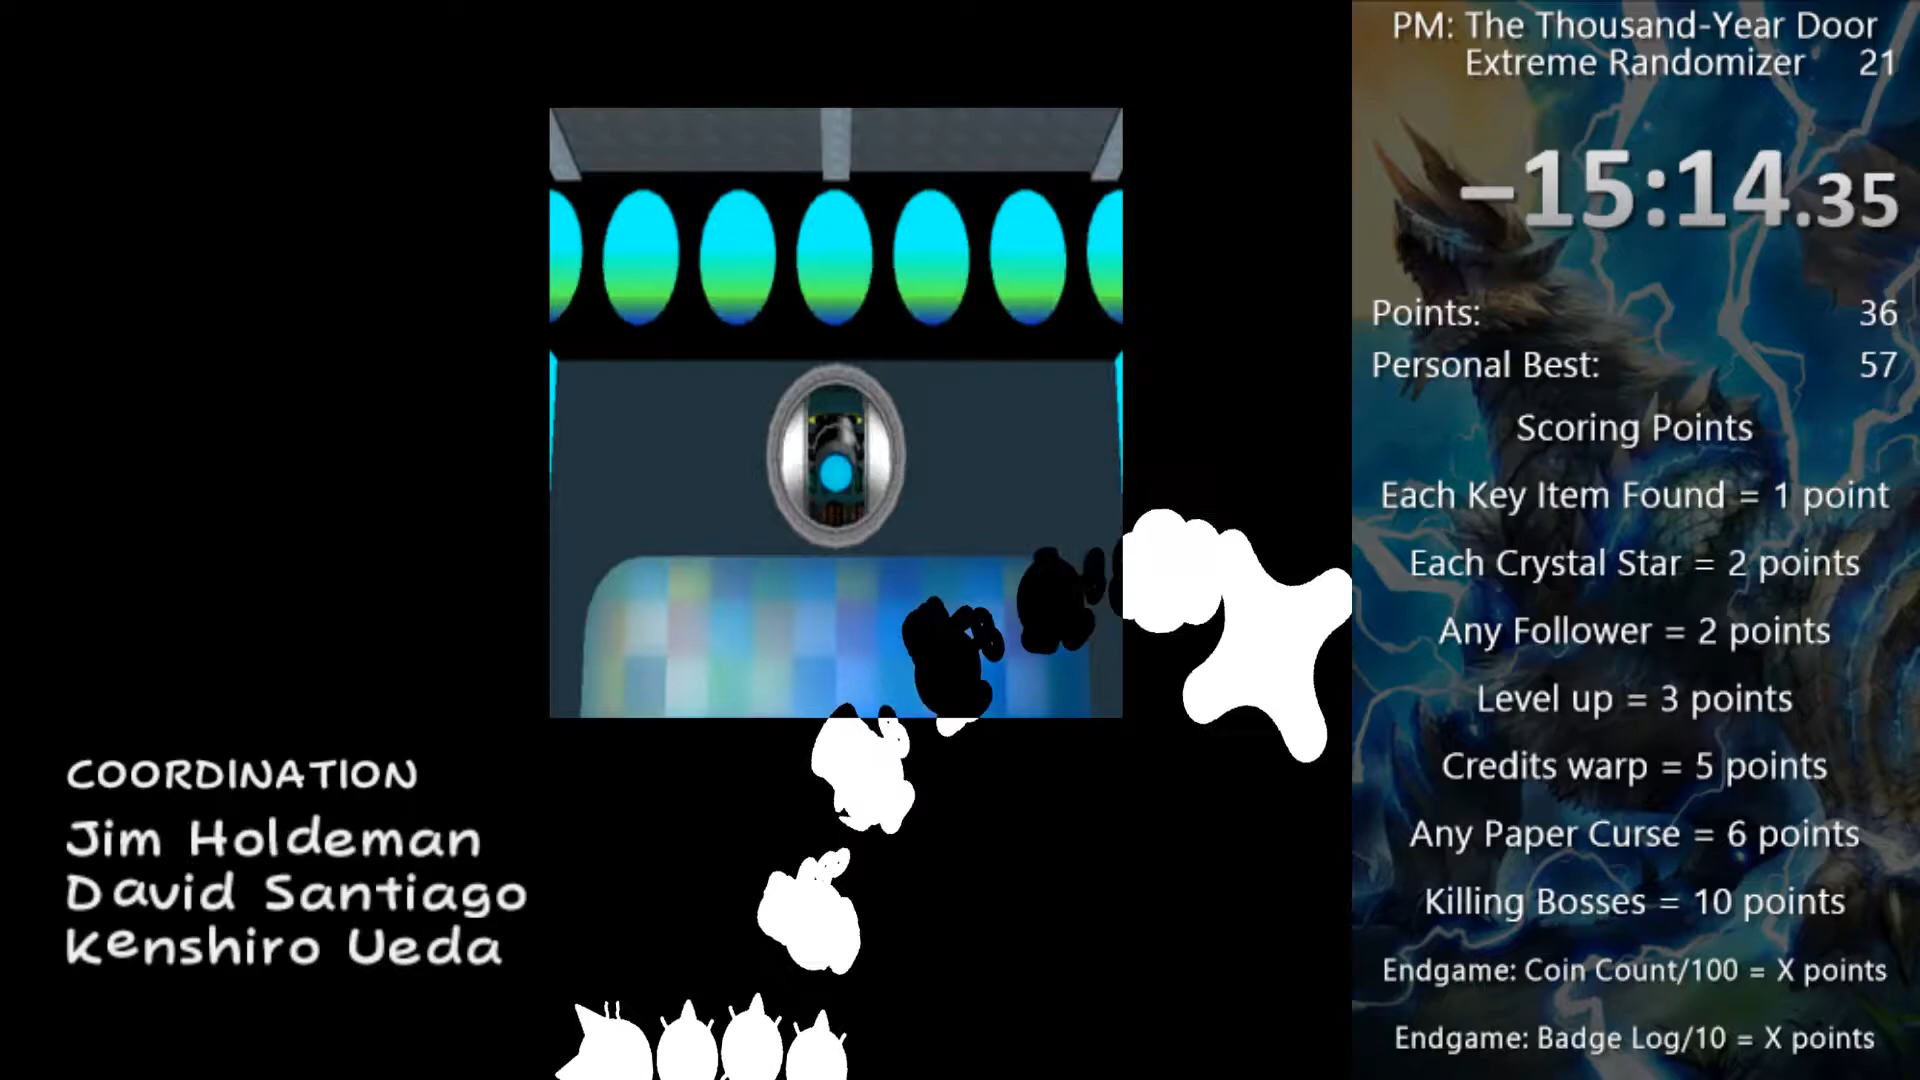 COORDINATION
Jim Holdeman
David Santiago
Kenshiro Ueda
PM: The Thousand-Year Door
Extreme Randomizer 21
-15:14.35
Points: 36
Personal Best: 57
Scoring Points
Each Key Item Found = 1 point
Each Crystal Star = 2 points
Any Follower = 2 points
Level up = 3 points
Credits warp = 5 points
Any Paper Curse = 6 points
Killing Bosses = 10 points
Endgame: Coin Count/100 = X points
Endgame: Badge Log/10 = X points